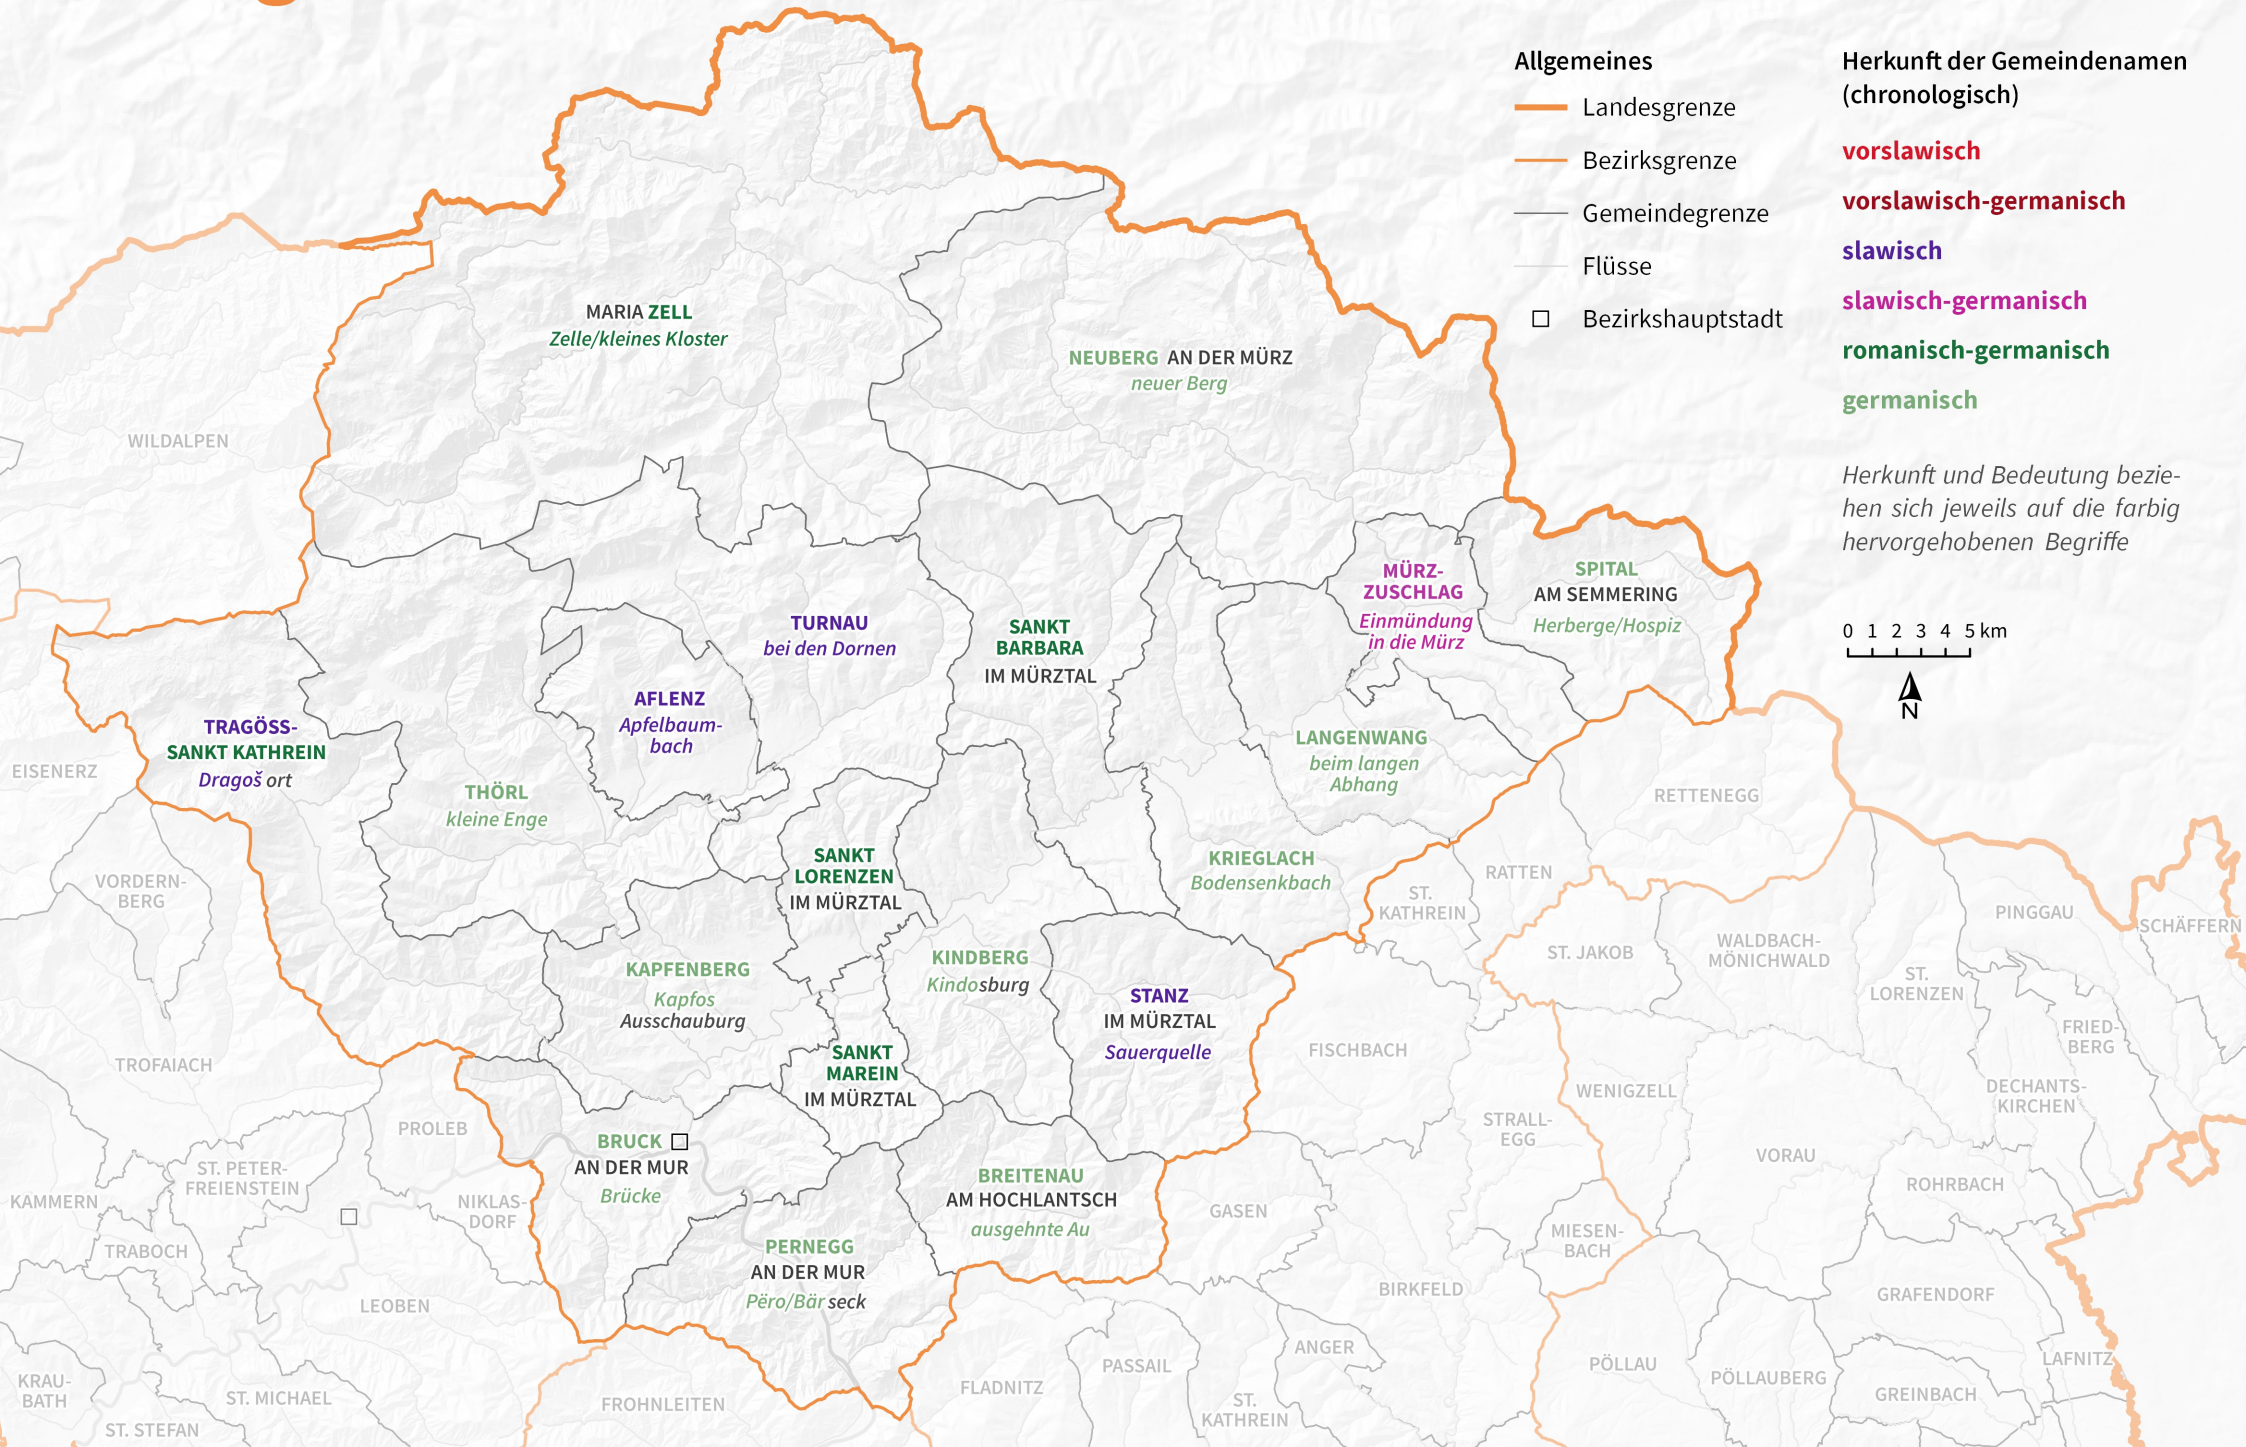 Allgemeines
Landesgrenze
Bezirksgrenze
Gemeindegrenze
Flüsse
Bezirkshauptstadt
Herkunft der Gemeindenamen
(chronologisch)
vorslawisch
vorslawisch-germanisch
slawisch
slawisch-germanisch
romanisch-germanisch
germanisch
Herkunft und Bedeutung bezie-
hen sich jeweils auf die farbig
hervorgehobenen Begriffe
0 1 2 3 4 5 km
N
MARIA ZELL
Zelle/kleines Kloster
NEUBERG AN DER MÜRZ
neuer Berg
WILDALPEN
MÜRZ-
ZUSCHLAG
Einmündung
in die Mürz
SPITAL
AM SEMMERING
Herberge/Hospiz
TURNAU
bei den Dornen
SANKT
BARBARA
IM MÜRZTAL
AFLENZ
Apfelbaum-
bach
TRAGÖSS-
SANKT KATHREIN
Dragoš ort
EISENERZ
THÖRL
kleine Enge
LANGENWANG
beim langen
Abhang
RETTENEGG
KRIEGLACH
Bodensenkbach
SANKT
LORENZEN
IM MÜRZTAL
RATTEN
ST.
KATHREIN
VORDERN-
BERG
PINGGAU
SCHÄFFERN
ST. JAKOB
WALDBACH-
MÖNICHWALD
ST.
LORENZEN
KAPFENBERG
Kapfos
Ausschauburg
KINDBERG
Kindosburg
STANZ
IM MÜRZTAL
Sauerquelle
FRIED-
BERG
FISCHBACH
TROFAIACH
SANKT
MAREIN
IM MÜRZTAL
WENIGZELL
DECHANTS-
KIRCHEN
STRALL-
EGG
PROLEB
BRUCK
AN DER MUR
Brücke
VORAU
ST. PETER-
FREIENSTEIN
BREITENAU
AM HOCHLANTSCH
ausgehnte Au
ROHRBACH
KAMMERN
NIKLAS-
DORF
GASEN
MIESEN-
BACH
TRABOCH
PERNEGG
AN DER MUR
Përo/Bär seck
BIRKFELD
GRAFENDORF
LEOBEN
ANGER
PASSAIL
PÖLLAU
PÖLLAUBERG
LAFNITZ
KRAU-
BATH
FLADNITZ
GREINBACH
ST. MICHAEL
FROHNLEITEN
ST.
KATHREIN
ST. STEFAN